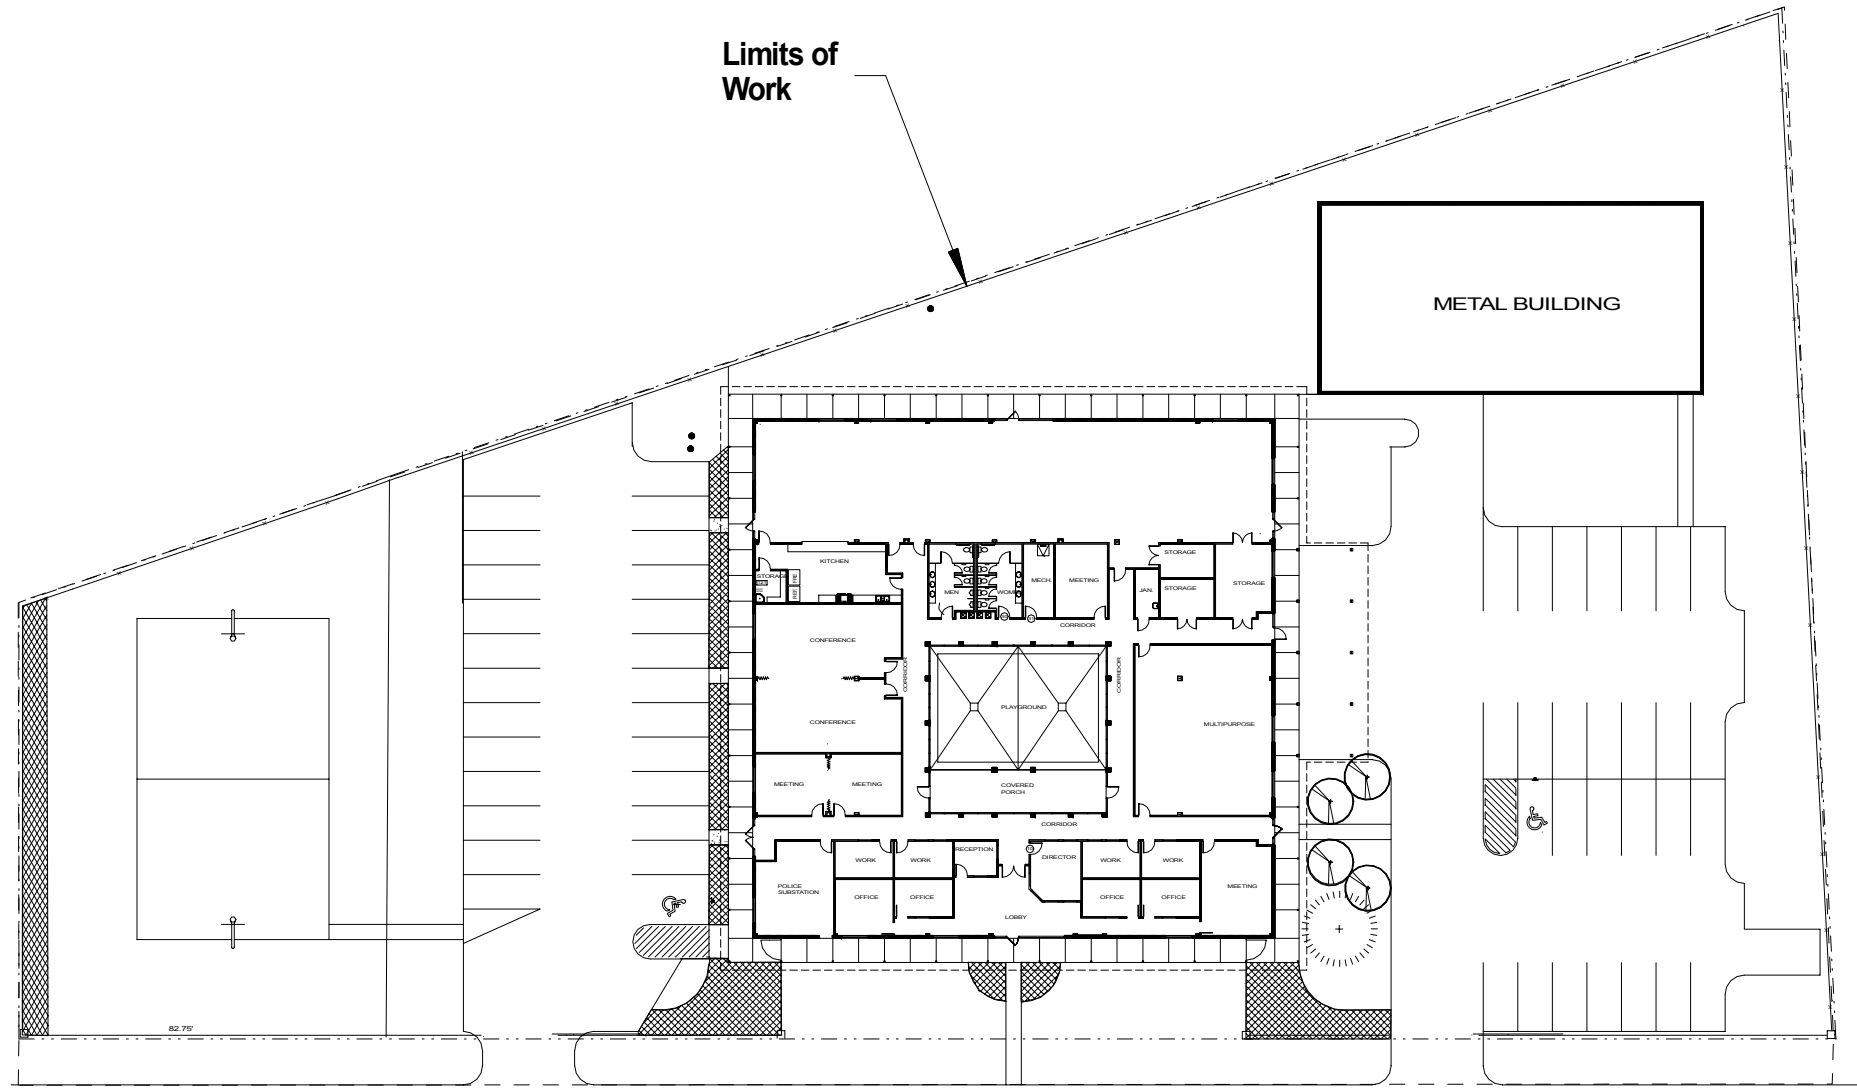 Limits of
Work
METAL BUILDING
KITCHEN
STORAGE
FRE.
REF.
MEN
WOMEN
MECH.
MEETING
STORAGE
STORAGE
STORAGE
JAN.
CORRIDOR
CONFERENCE
CORRIDOR
CORRIDOR
PLAYGROUND
CONFERENCE
MULTIPURPOSE
MEETING
MEETING
COVERED
PORCH
CORRIDOR
RECEPTION
DIRECTOR
WORK
WORK
WORK
WORK
POLICE
SUBSTATION
MEETING
OFFICE
OFFICE
OFFICE
OFFICE
LOBBY
82.75'